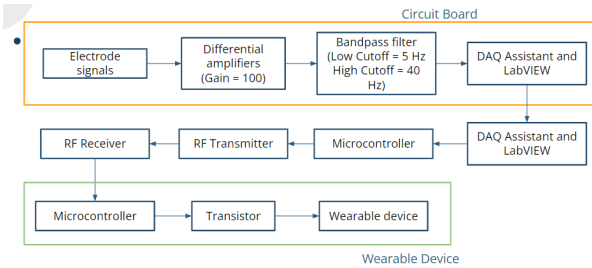 Circuit Board
Electrode
signals
Differential
amplifiers
(Gain = 100)
Bandpass filter
(Low Cutoff = 5 Hz
High Cutoff = 40
Hz)
DAQ Assistant and
LabVIEW
RF Receiver
RF Transmitter
Microcontroller
DAQ Assistant and
LabVIEW
Microcontroller
Transistor
Wearable device
Wearable Device